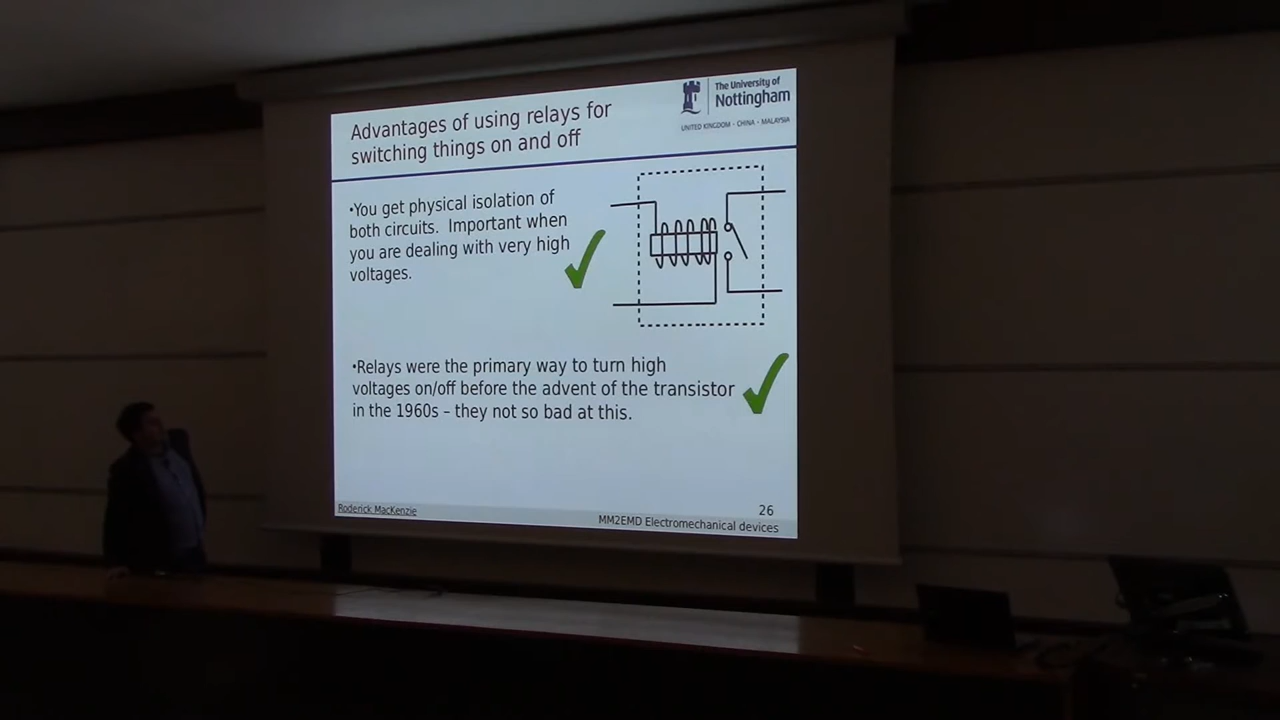 Advantages of using relays for
switching things on and off
The University of
Nottingham
UNITED KINGDOM · CHINA · MALAYSIA
•You get physical isolation of
both circuits.  Important when
you are dealing with very high
voltages.
•Relays were the primary way to turn high
voltages on/off before the advent of the transistor
in the 1960s – they not so bad at this.
Roderick MacKenzie
26
MM2EMD Electromechanical devices